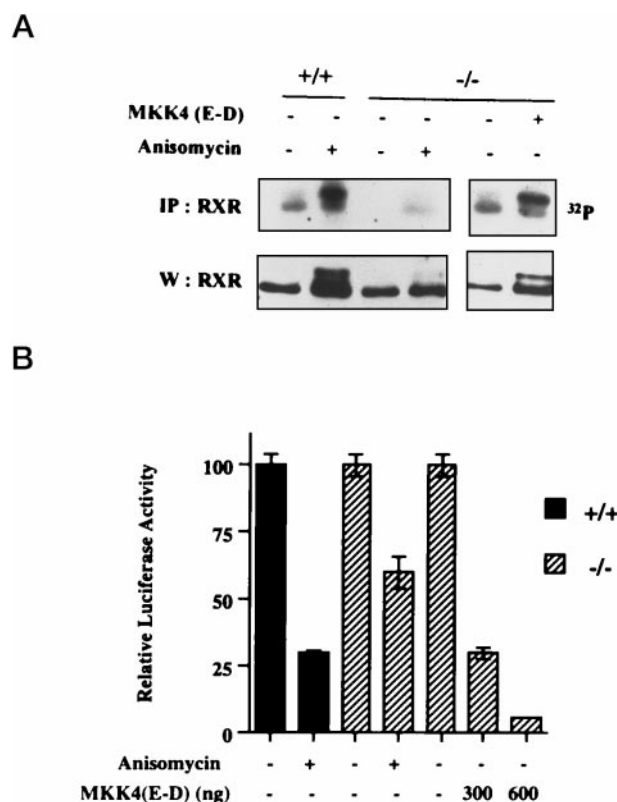 A
+/+ -/-
MKK4 (E-D) - - - - - +
Anisomycin - + - + - -
IP : RXR 32P
W : RXR
B
Relative Luciferase Activity
100
75
50
25
0
+/+
-/-
Anisomycin - + - + - - -
MKK4(E-D) (ng) - - - - - 300 600